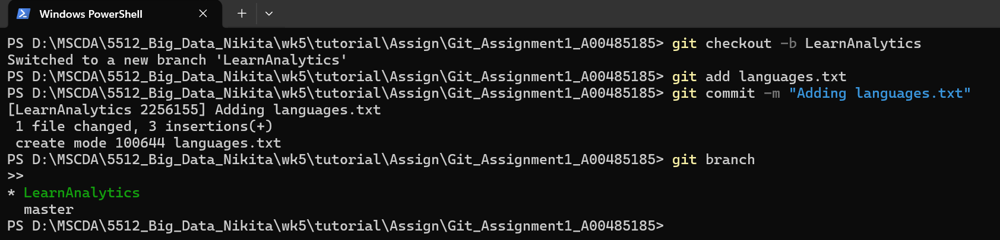 Windows PowerShell
PS D:\MSCDA\5512_Big_Data_Nikita\wk5\tutorial\Assign\Git_Assignment1_A00485185> git checkout -b LearnAnalytics
Switched to a new branch 'LearnAnalytics'
PS D:\MSCDA\5512_Big_Data_Nikita\wk5\tutorial\Assign\Git_Assignment1_A00485185> git add languages.txt
PS D:\MSCDA\5512_Big_Data_Nikita\wk5\tutorial\Assign\Git_Assignment1_A00485185> git commit -m "Adding languages.txt"
[LearnAnalytics 2256155] Adding languages.txt
 1 file changed, 3 insertions(+)
 create mode 100644 languages.txt
PS D:\MSCDA\5512_Big_Data_Nikita\wk5\tutorial\Assign\Git_Assignment1_A00485185> git branch
>>
* LearnAnalytics
  master
PS D:\MSCDA\5512_Big_Data_Nikita\wk5\tutorial\Assign\Git_Assignment1_A00485185>